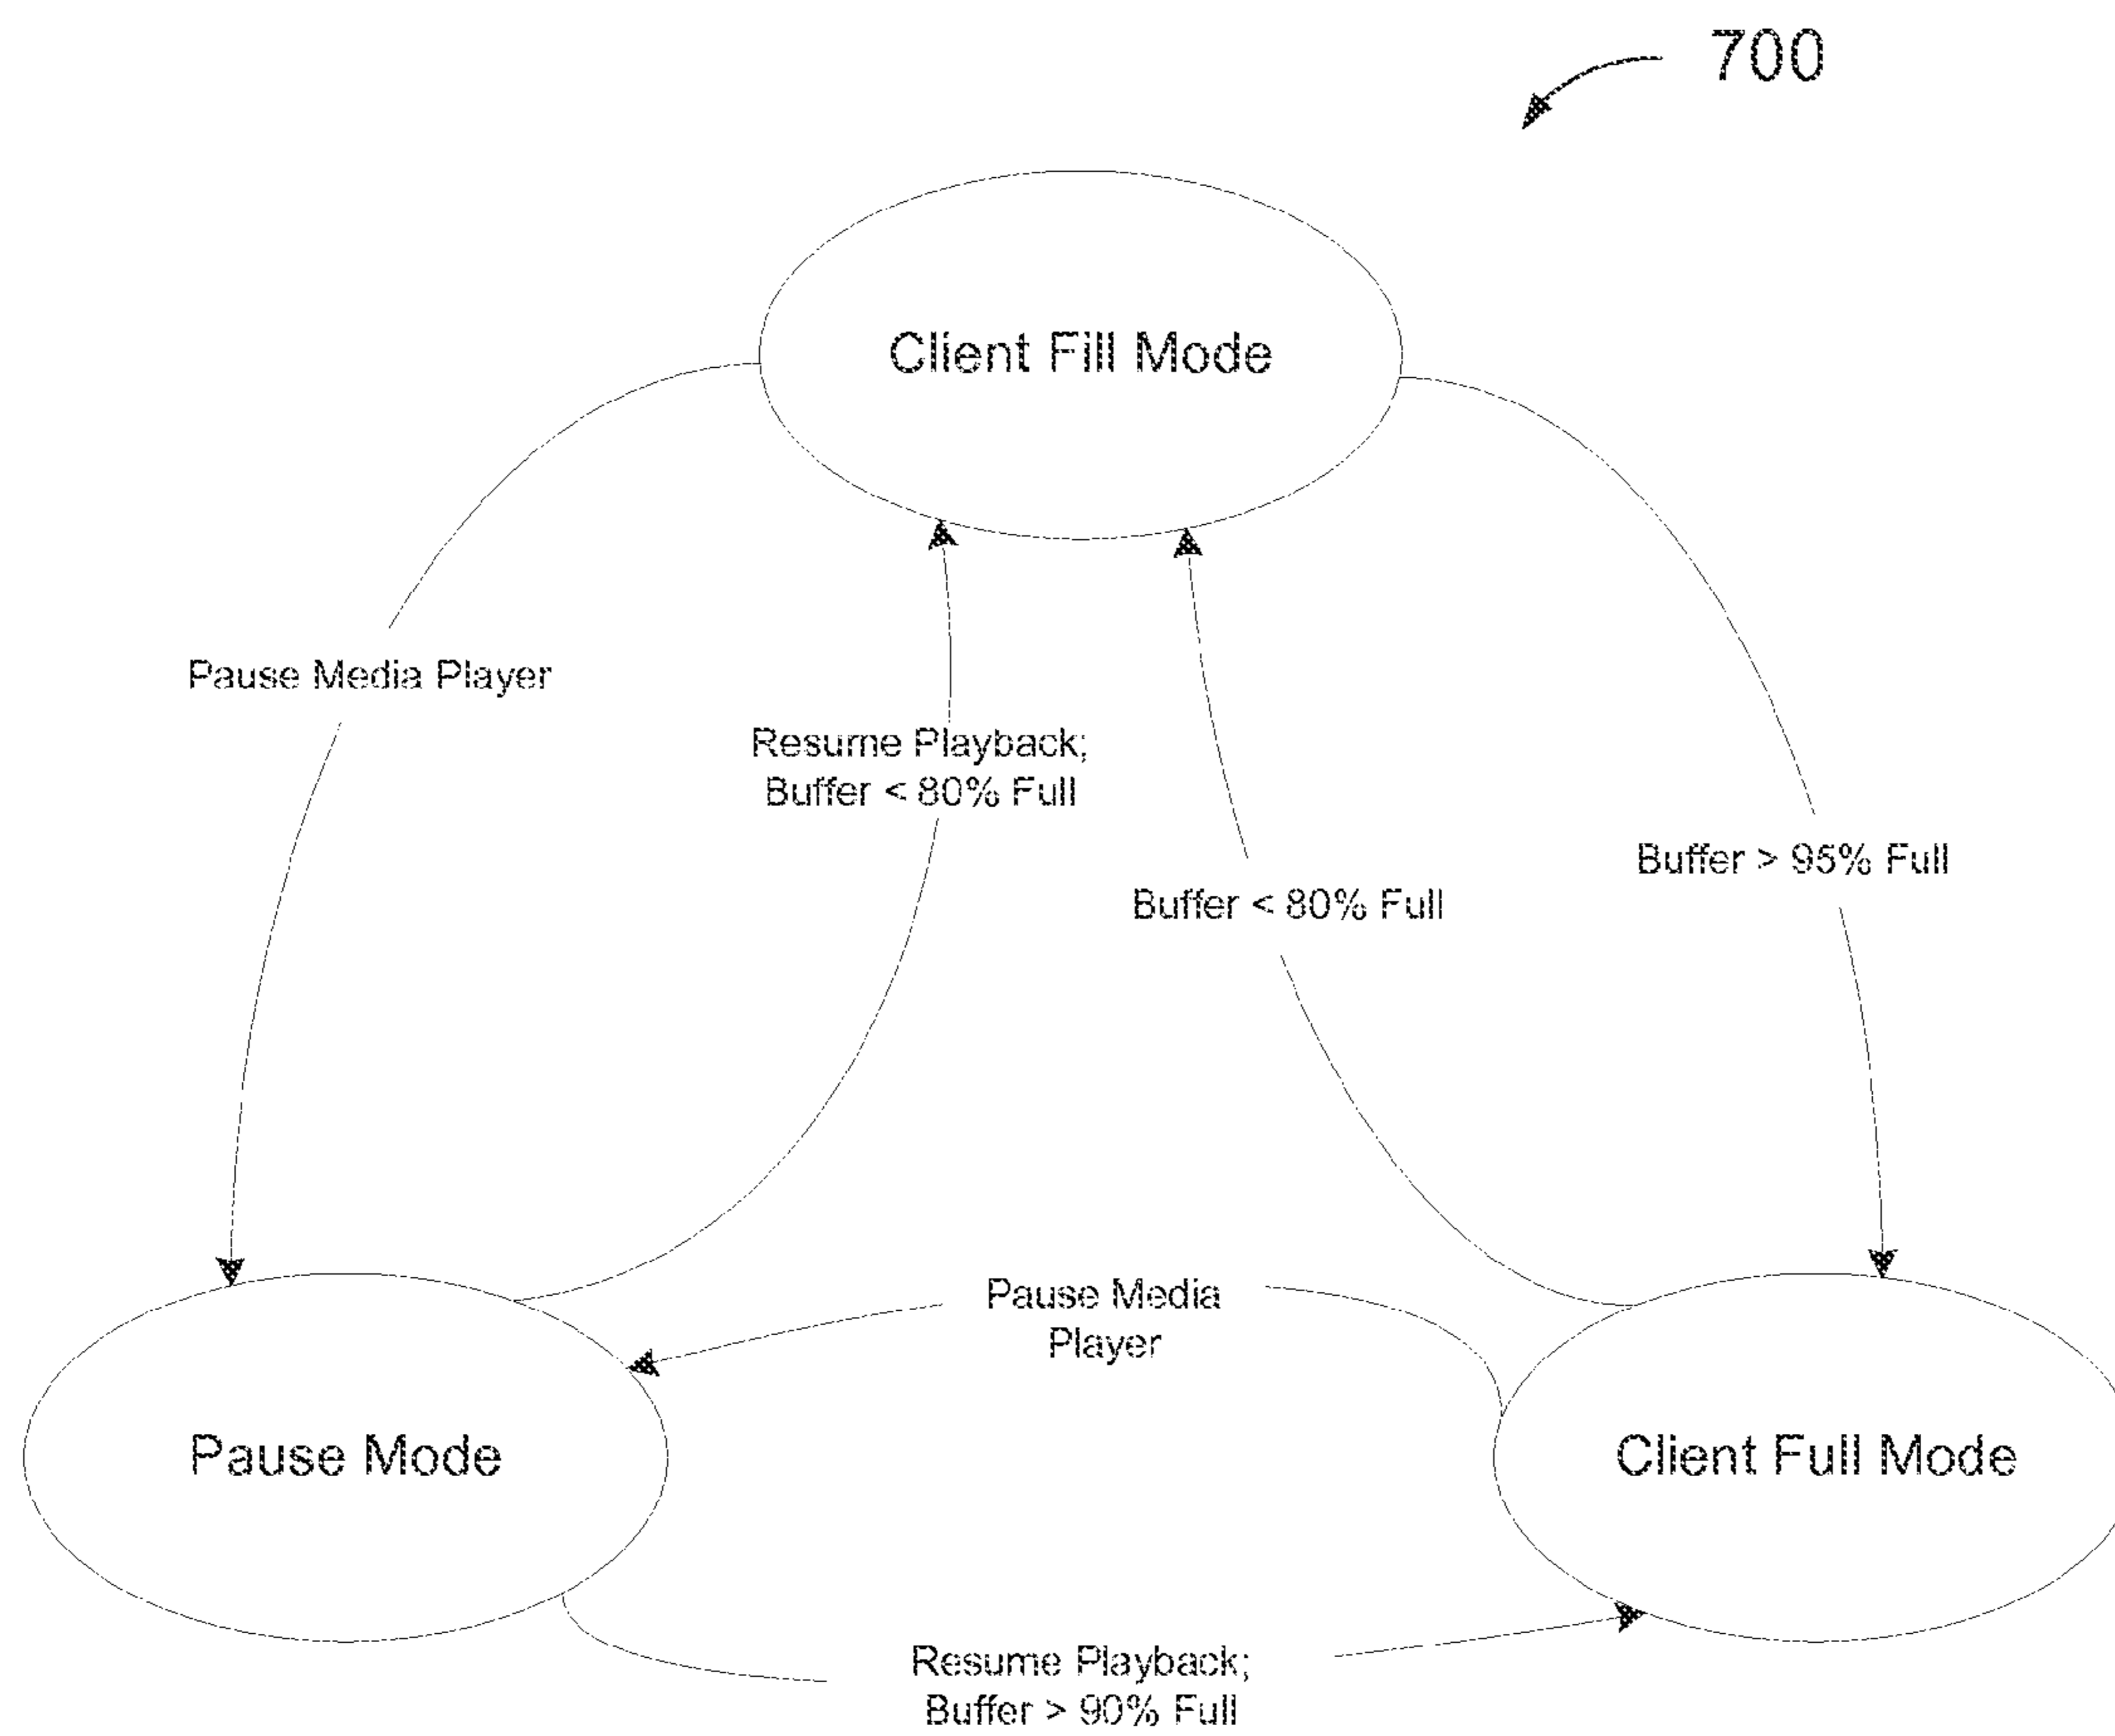 700
Client Fill Mode
Pause Media Player
Resume Playback;
Buffer < 80% Full
Buffer > 95% Full
Buffer < 80% Full
Pause Media
Player
Pause Mode
Client Full Mode
Resume Playback;
Buffer > 90% Full